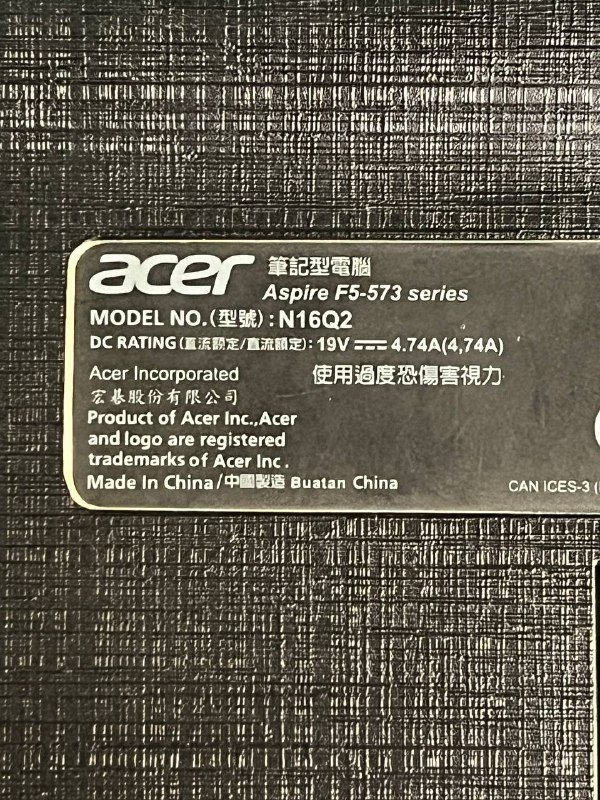 acer 筆記型電腦
Aspire F5-573 series
MODEL NO.(型號):N16Q2
DC RATING(直流額定/直流額定):19V 4.74A(4,74A)
Acer Incorporated 使用過度恐傷害視力
宏碁股份有限公司
Product of Acer Inc.,Acer
and logo are registered
trademarks of Acer Inc.
Made In China/中國製造 Buatan China
CAN ICES-3 (